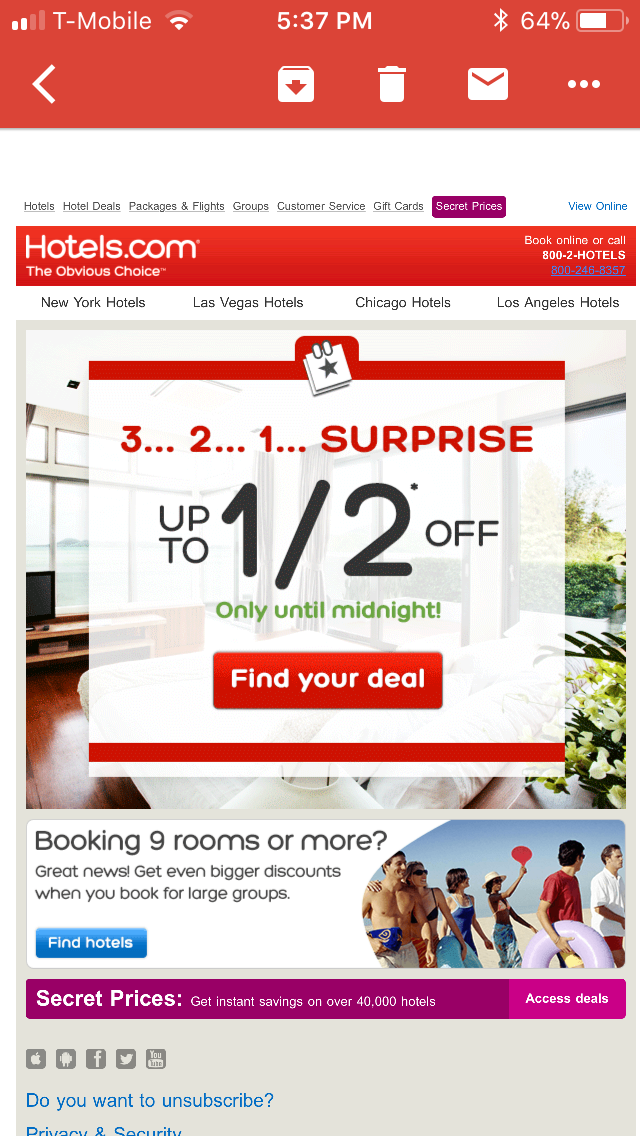 T-Mobile 5:37 PM 64%
Hotels Hotel Deals Packages & Flights Groups Customer Service Gift Cards Secret Prices View Online
Hotels.com®
The Obvious Choice™
Book online or call
800-2-HOTELS
800-246-8357
New York Hotels Las Vegas Hotels Chicago Hotels Los Angeles Hotels
3... 2... 1... SURPRISE
UP TO 1/2* OFF
Only until midnight!
Find your deal
Booking 9 rooms or more?
Great news! Get even bigger discounts
when you book for large groups.
Find hotels
Secret Prices: Get instant savings on over 40,000 hotels Access deals
You
Tube
Do you want to unsubscribe?
Privacy & Security